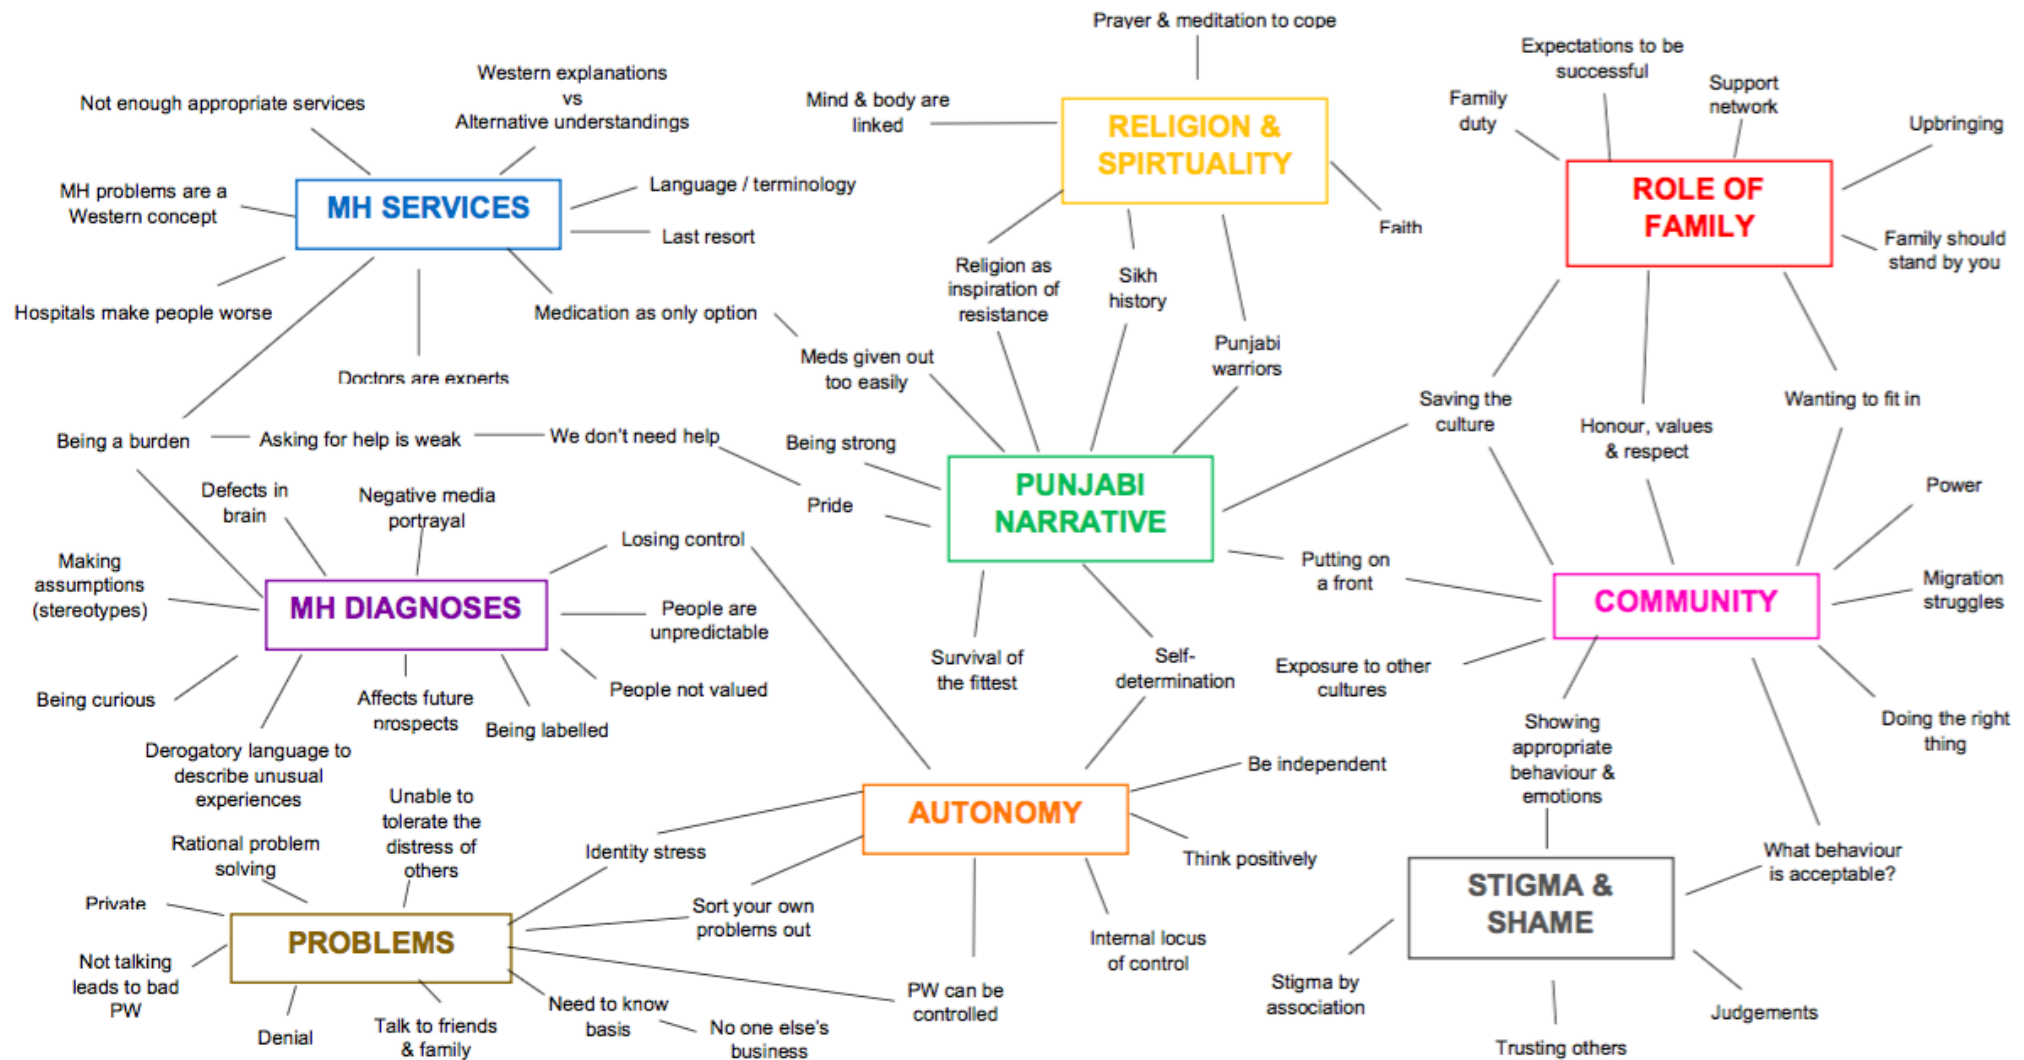 Prayer & meditation to cope
Expectations to be
successful
Western explanations
vs
Alternative understandings
Not enough appropriate services
Mind & body are
linked
RELIGION &
SPIRTUALITY
Family
duty
Support
network
Upbringing
MH problems are a
Western concept
MH SERVICES
Language / terminology
Last resort
Faith
ROLE OF
FAMILY
Family should
stand by you
Hospitals make people worse
Medication as only option
Religion as
inspiration of
resistance
Sikh
history
Punjabi
warriors
Doctors are experts
Meds given out
too easily
Saving the
culture
Honour, values
& respect
Wanting to fit in
Being a burden
Asking for help is weak
We don't need help
Being strong
Pride
PUNJABI
NARRATIVE
Power
Defects in
brain
Negative media
portrayal
Losing control
Making
assumptions
(stereotypes)
MH DIAGNOSES
People are
unpredictable
Putting on
a front
COMMUNITY
Migration
struggles
Being curious
Affects future
prospects
Being labelled
People not valued
Survival of
the fittest
Self-
determination
Exposure to other
cultures
Showing
appropriate
behaviour &
emotions
Doing the right
thing
Derogatory language to
describe unusual
experiences
Unable to
tolerate the
distress of
others
Rational problem
solving
Identity stress
AUTONOMY
Be independent
Think positively
What behaviour
is acceptable?
Private
PROBLEMS
Sort your own
problems out
Internal locus
of control
STIGMA &
SHAME
Not talking
leads to bad
PW
Denial
Talk to friends
& family
Need to know
basis
No one else's
business
PW can be
controlled
Stigma by
association
Trusting others
Judgements